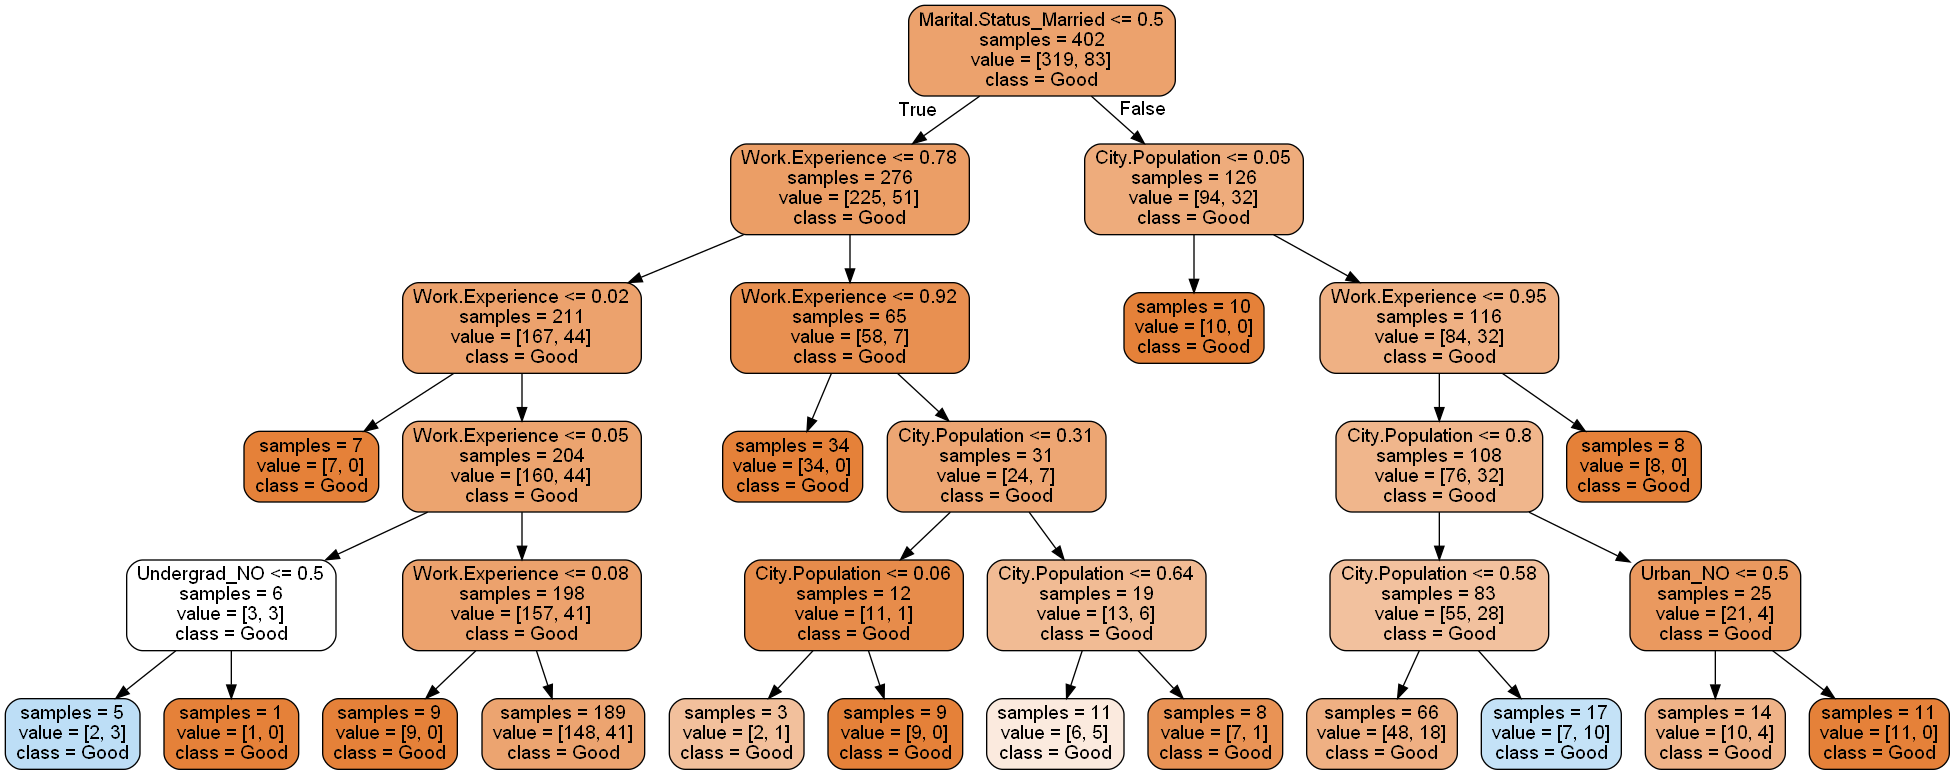 Marital.Status_Married <= 0.5
samples = 402
value = [319, 83]
class = Good
True
False
Work.Experience <= 0.78
samples = 276
value = [225, 51]
class = Good
City.Population <= 0.05
samples = 126
value = [94, 32]
class = Good
Work.Experience <= 0.02
samples = 211
value = [167, 44]
class = Good
Work.Experience <= 0.92
samples = 65
value = [58, 7]
class = Good
samples = 10
value = [10, 0]
class = Good
Work.Experience <= 0.95
samples = 116
value = [84, 32]
class = Good
samples = 7
value = [7, 0]
class = Good
Work.Experience <= 0.05
samples = 204
value = [160, 44]
class = Good
samples = 34
value = [34, 0]
class = Good
City.Population <= 0.31
samples = 31
value = [24, 7]
class = Good
City.Population <= 0.8
samples = 108
value = [76, 32]
class = Good
samples = 8
value = [8, 0]
class = Good
Undergrad_NO <= 0.5
samples = 6
value = [3, 3]
class = Good
Work.Experience <= 0.08
samples = 198
value = [157, 41]
class = Good
City.Population <= 0.06
samples = 12
value = [11, 1]
class = Good
City.Population <= 0.64
samples = 19
value = [13, 6]
class = Good
City.Population <= 0.58
samples = 83
value = [55, 28]
class = Good
Urban_NO <= 0.5
samples = 25
value = [21, 4]
class = Good
samples = 5
value = [2, 3]
class = Good
samples = 1
value = [1, 0]
class = Good
samples = 9
value = [9, 0]
class = Good
samples = 189
value = [148, 41]
class = Good
samples = 3
value = [2, 1]
class = Good
samples = 9
value = [9, 0]
class = Good
samples = 11
value = [6, 5]
class = Good
samples = 8
value = [7, 1]
class = Good
samples = 66
value = [48, 18]
class = Good
samples = 17
value = [7, 10]
class = Good
samples = 14
value = [10, 4]
class = Good
samples = 11
value = [11, 0]
class = Good